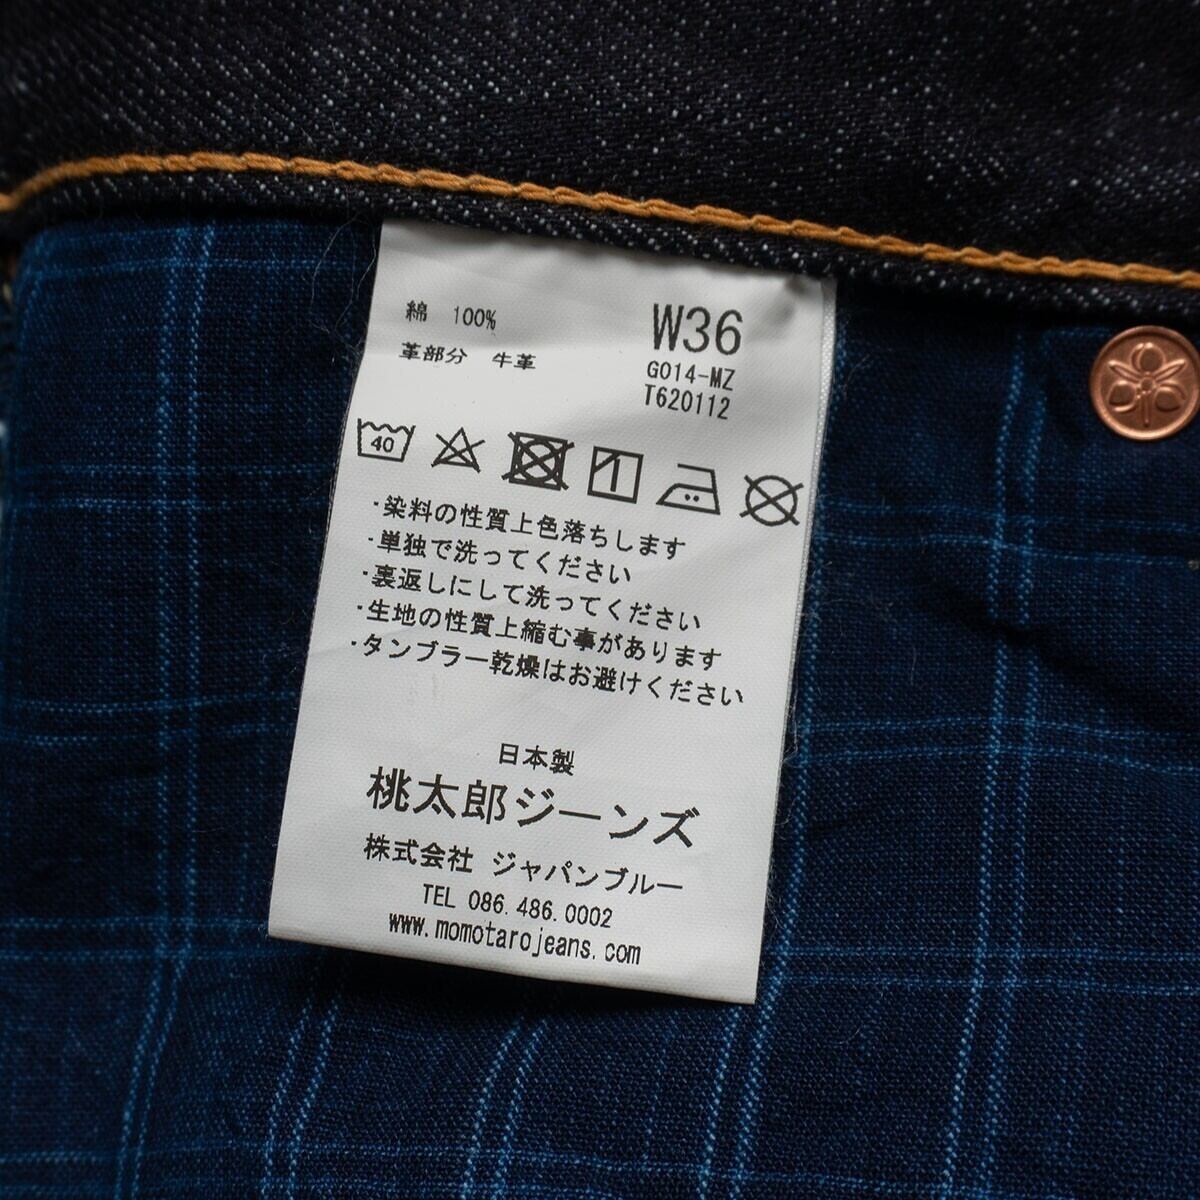 綿 100%
革部分 牛革
W36
G014-MZ
T620112
40
・染料の性質上色落ちします
・単独で洗ってください
・裏返しにして洗ってください
・生地の性質上縮む事があります
・タンブラー乾燥はお避けください
日本製
桃太郎ジーンズ
株式会社 ジャパンブルー
TEL 086.486.0002
www.momotarojeans.com